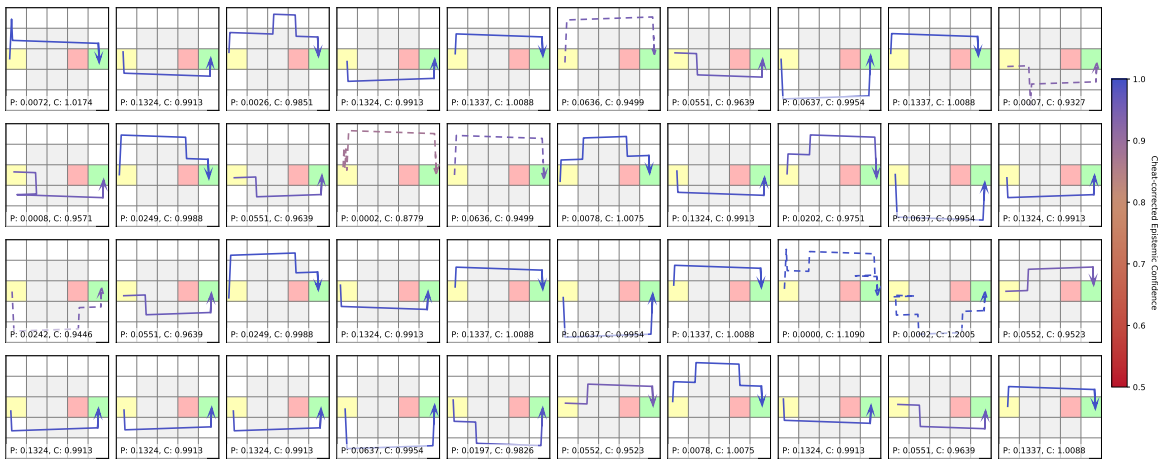 P: 0.0072, C: 1.0174
P: 0.1324, C: 0.9913
P: 0.0026, C: 0.9851
P: 0.1324, C: 0.9913
P: 0.1337, C: 1.0088
P: 0.0636, C: 0.9499
P: 0.0551, C: 0.9639
P: 0.0637, C: 0.9954
P: 0.1337, C: 1.0088
P: 0.0007, C: 0.9327
P: 0.0008, C: 0.9571
P: 0.0249, C: 0.9988
P: 0.0551, C: 0.9639
P: 0.0002, C: 0.8779
P: 0.0636, C: 0.9499
P: 0.0078, C: 1.0075
P: 0.1324, C: 0.9913
P: 0.0202, C: 0.9751
P: 0.0637, C: 0.9954
P: 0.1324, C: 0.9913
P: 0.0242, C: 0.9446
P: 0.0551, C: 0.9639
P: 0.0249, C: 0.9988
P: 0.1324, C: 0.9913
P: 0.1337, C: 1.0088
P: 0.0637, C: 0.9954
P: 0.1337, C: 1.0088
P: 0.0000, C: 1.1090
P: 0.0002, C: 1.2005
P: 0.0552, C: 0.9523
P: 0.1324, C: 0.9913
P: 0.1324, C: 0.9913
P: 0.1324, C: 0.9913
P: 0.0637, C: 0.9954
P: 0.0197, C: 0.9826
P: 0.0552, C: 0.9523
P: 0.0078, C: 1.0075
P: 0.1324, C: 0.9913
P: 0.0551, C: 0.9639
P: 0.1337, C: 1.0088
1.0
0.9
0.8
0.7
0.6
0.5
Cheat-corrected Epistemic Confidence